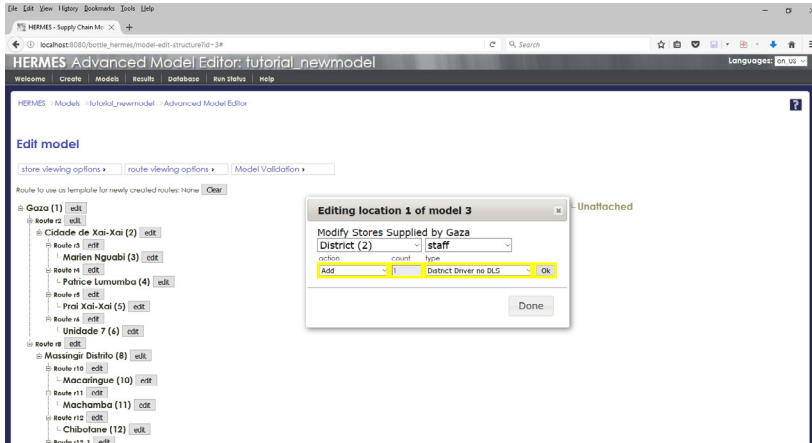 File Edit View History Bookmarks Tools Help
HERMES - Supply Chain Mo × +
localhost:8080/bottle_hermes/model-edit-structure?id=3#
Search
HERMES Advanced Model Editor: tutorial_newmodel
Languages: en_US
Welcome Create Models Results Database Run Status Help
HERMES > Models > tutorial_newmodel > Advanced Model Editor
?
Edit model
store viewing options › route viewing options › Model Validation ›
Route to use as template for newly created routes: None Clear
Gaza (1) edit
Route r2 edit
Cidade de Xai-Xai (2) edit
Route r3 edit
Marien Nguabi (3) edit
Route r4 edit
Patrice Lumumba (4) edit
Route r5 edit
Prai Xai-Xai (5) edit
Route r6 edit
Unidade 7 (6) edit
Route r8 edit
Massingir Distrito (8) edit
Route r10 edit
Macaringue (10) edit
Route r11 edit
Machamba (11) edit
Route r12 edit
Chibotane (12) edit
Route r12_1 edit
Editing location 1 of model 3
Modify Stores Supplied by Gaza
District (2) staff
action count type
Add 1 District Driver no DLS Ok
Done
Unattached